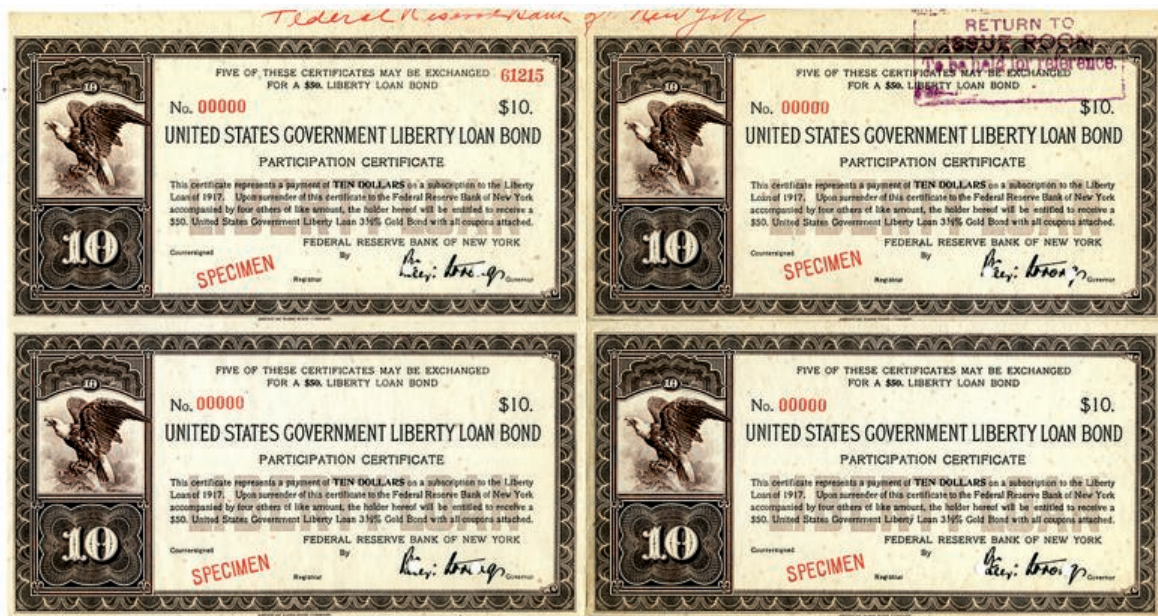 Federal Reserve Bank of New York
RETURN TO
ISSUE ROOM
To be held for reference.
FIVE OF THESE CERTIFICATES MAY BE EXCHANGED
FOR A $50. LIBERTY LOAN BOND
61215
10
No. 00000
$10.
UNITED STATES GOVERNMENT LIBERTY LOAN BOND
PARTICIPATION CERTIFICATE
This certificate represents a payment of TEN DOLLARS on a subscription to the Liberty
Loan of 1917. Upon surrender of this certificate to the Federal Reserve Bank of New York
accompanied by four others of like amount, the holder hereof will be entitled to receive a
$50. United States Government Liberty Loan 3½% Gold Bond with all coupons attached.
LIBERTY LOAN
10
FEDERAL RESERVE BANK OF NEW YORK
Countersigned
By
Benj. Strong
SPECIMEN
Registrar
Governor
FIVE OF THESE CERTIFICATES MAY BE EXCHANGED
FOR A $50. LIBERTY LOAN BOND
10
No. 00000
$10.
UNITED STATES GOVERNMENT LIBERTY LOAN BOND
PARTICIPATION CERTIFICATE
This certificate represents a payment of TEN DOLLARS on a subscription to the Liberty
Loan of 1917. Upon surrender of this certificate to the Federal Reserve Bank of New York
accompanied by four others of like amount, the holder hereof will be entitled to receive a
$50. United States Government Liberty Loan 3½% Gold Bond with all coupons attached.
LIBERTY LOAN
10
FEDERAL RESERVE BANK OF NEW YORK
Countersigned
By
Benj. Strong
SPECIMEN
Registrar
Governor
FIVE OF THESE CERTIFICATES MAY BE EXCHANGED
FOR A $50. LIBERTY LOAN BOND
10
No. 00000
$10.
UNITED STATES GOVERNMENT LIBERTY LOAN BOND
PARTICIPATION CERTIFICATE
This certificate represents a payment of TEN DOLLARS on a subscription to the Liberty
Loan of 1917. Upon surrender of this certificate to the Federal Reserve Bank of New York
accompanied by four others of like amount, the holder hereof will be entitled to receive a
$50. United States Government Liberty Loan 3½% Gold Bond with all coupons attached.
LIBERTY LOAN
10
FEDERAL RESERVE BANK OF NEW YORK
Countersigned
By
Benj. Strong
SPECIMEN
Registrar
Governor
FIVE OF THESE CERTIFICATES MAY BE EXCHANGED
FOR A $50. LIBERTY LOAN BOND
10
No. 00000
$10.
UNITED STATES GOVERNMENT LIBERTY LOAN BOND
PARTICIPATION CERTIFICATE
This certificate represents a payment of TEN DOLLARS on a subscription to the Liberty
Loan of 1917. Upon surrender of this certificate to the Federal Reserve Bank of New York
accompanied by four others of like amount, the holder hereof will be entitled to receive a
$50. United States Government Liberty Loan 3½% Gold Bond with all coupons attached.
LIBERTY LOAN
10
FEDERAL RESERVE BANK OF NEW YORK
Countersigned
By
Benj. Strong
SPECIMEN
Registrar
Governor